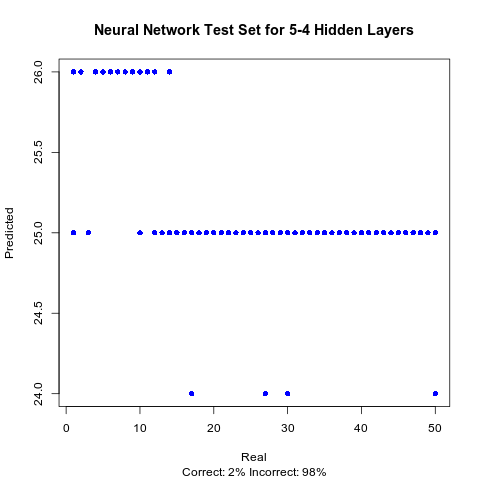 Neural Network Test Set for 5-4 Hidden Layers
26.0
25.5
25.0
24.5
24.0
Predicted
0 10 20 30 40 50
Real
Correct: 2% Incorrect: 98%